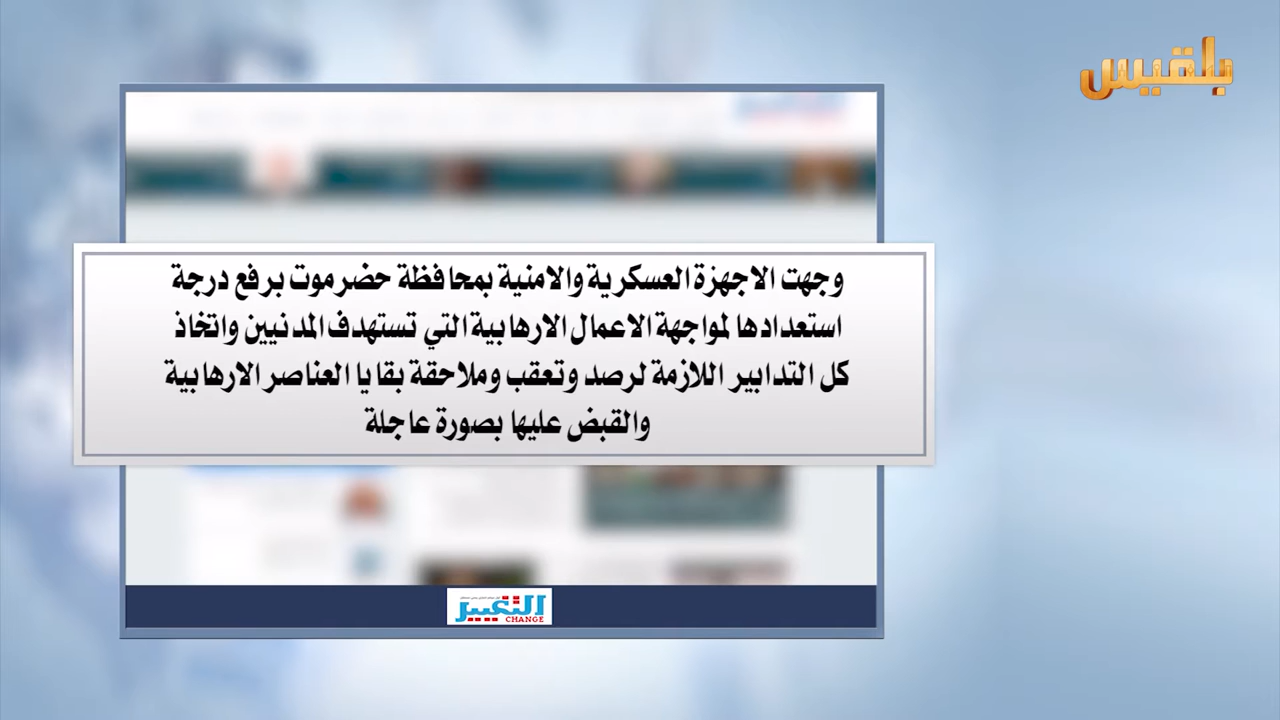 بلقيس
وجهت الاجهزة العسكرية والامنية بمحافظة حضرموت برفع درجة
استعدادها لمواجهة الاعمال الارهابية التي تستهدف المدنيين واتخاذ
كل التدابير اللازمة لرصد وتعقب وملاحقة بقايا العناصر الارهابية
والقبض عليها بصورة عاجلة
التغيير
CHANGE